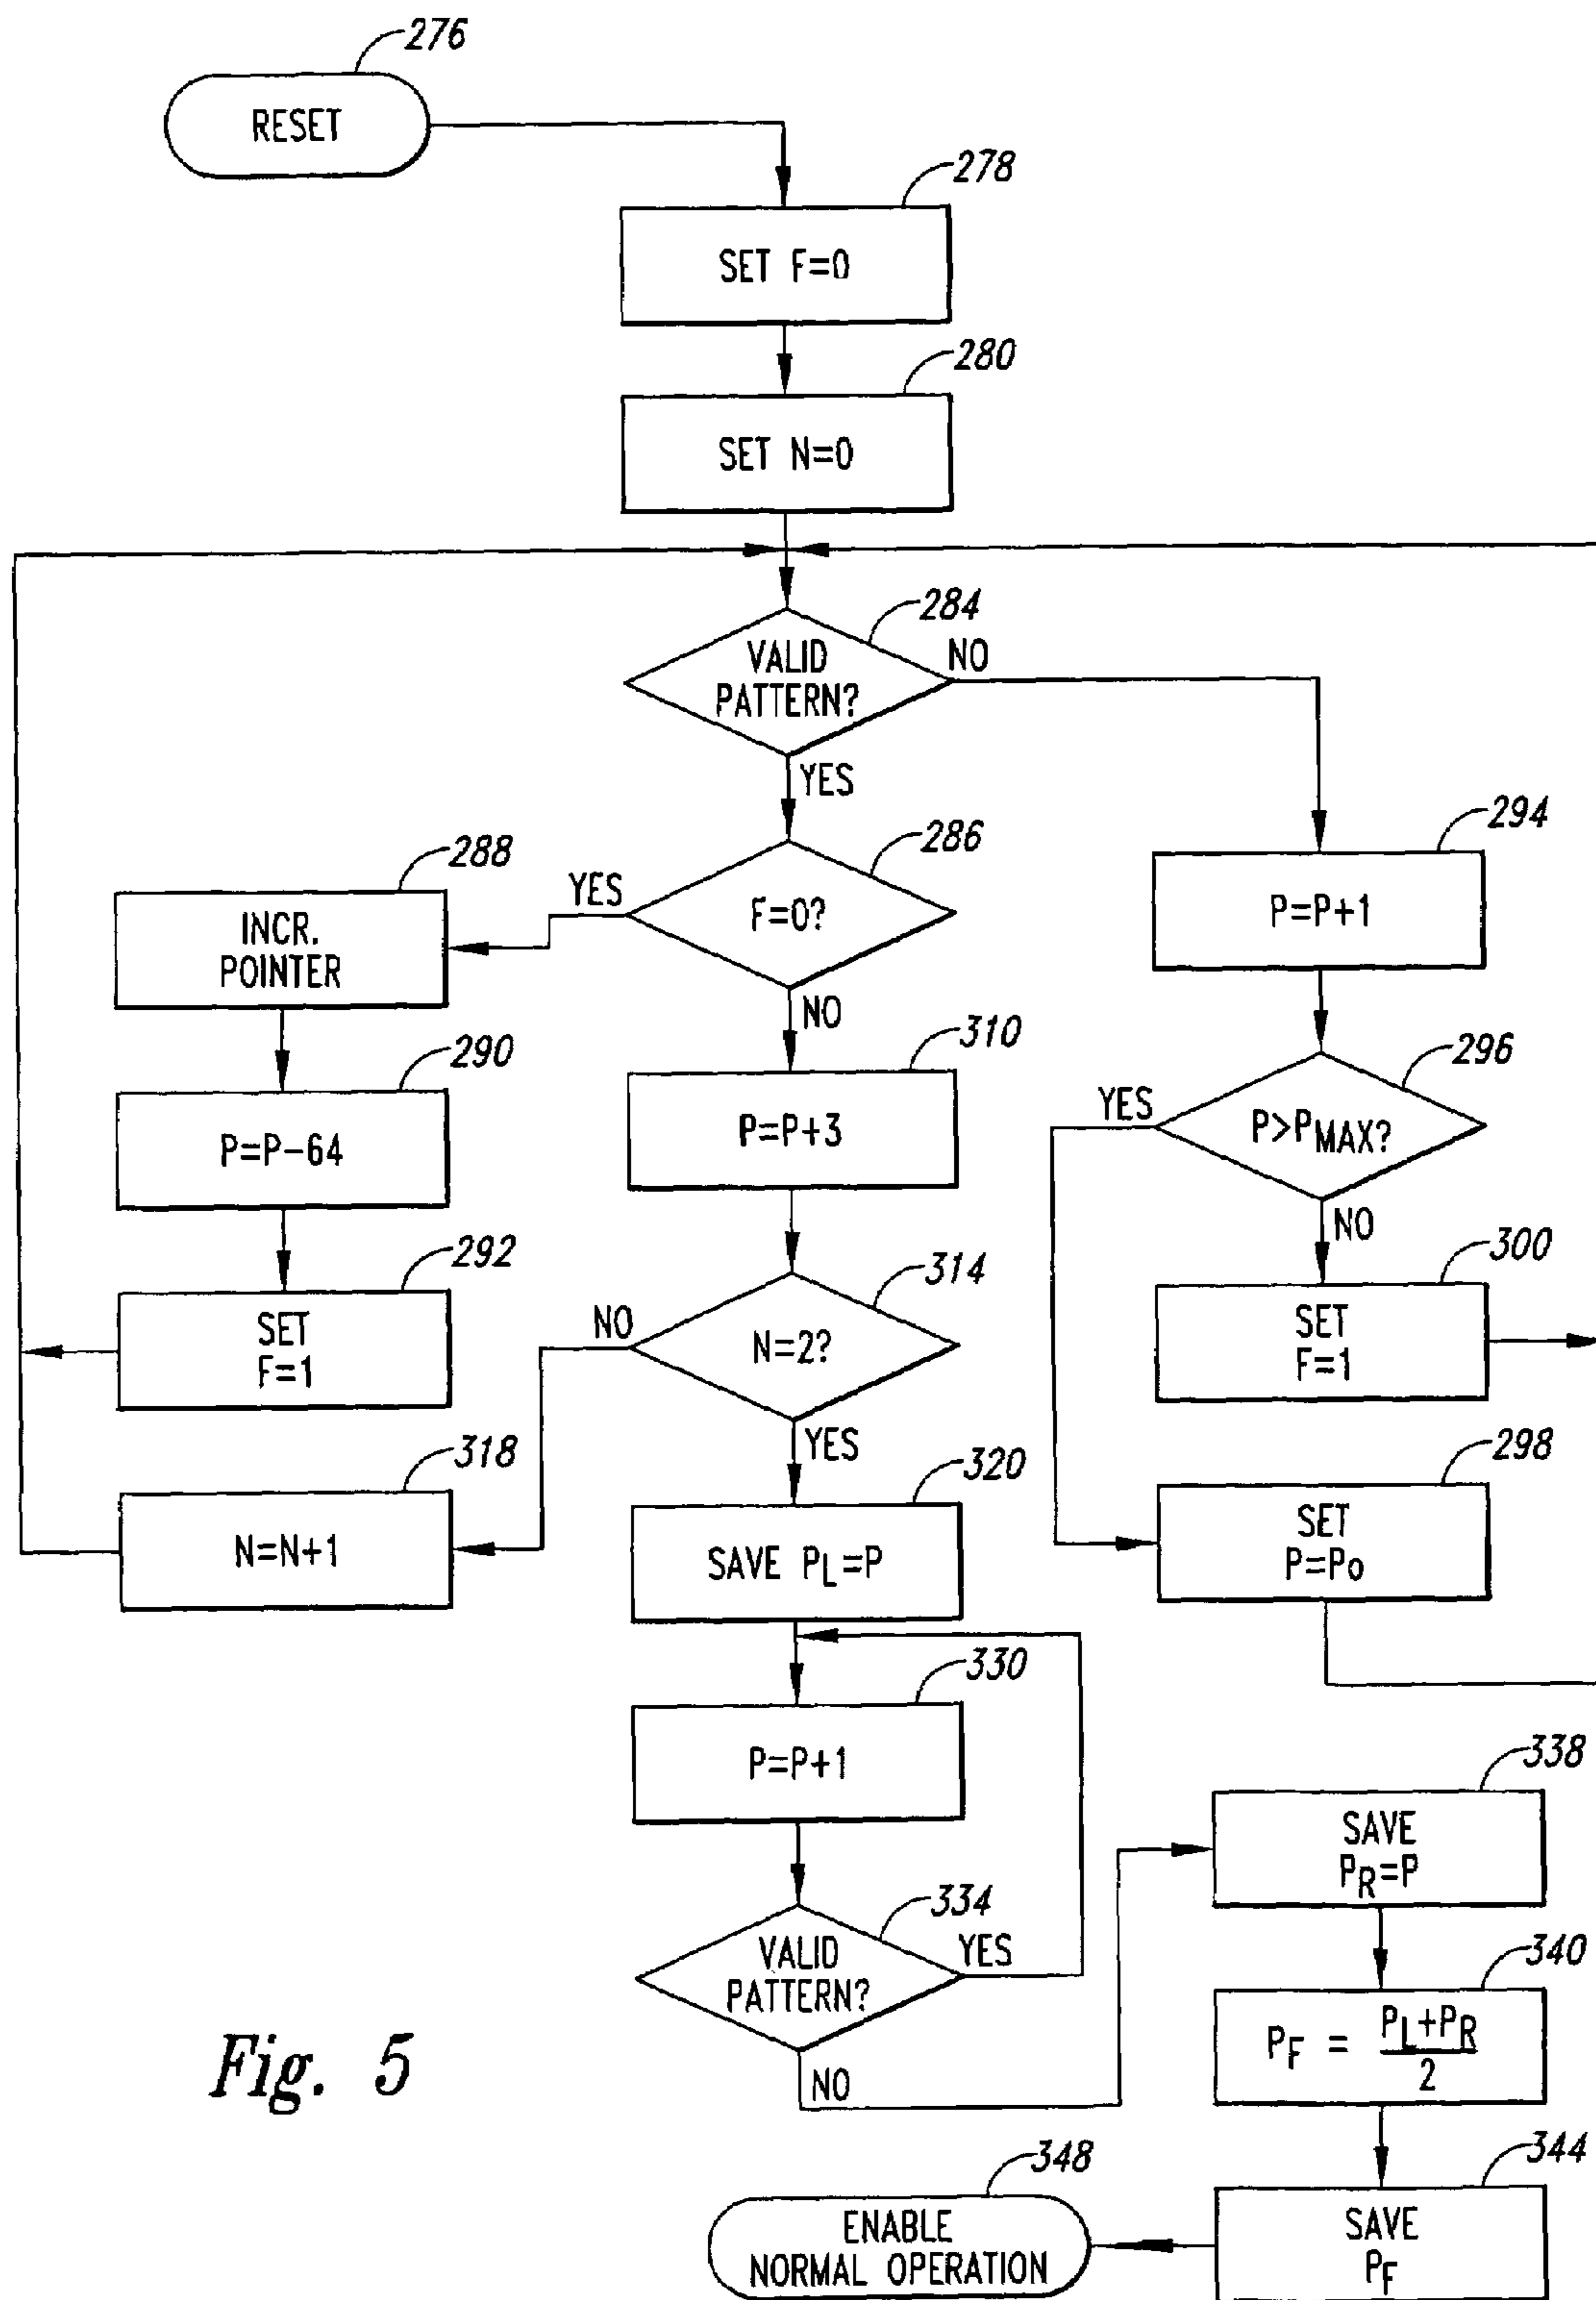 276
RESET
278
SET F=0
280
SET N=0
284
VALID
PATTERN?
NO
YES
286
F=0?
YES
NO
288
INCR.
POINTER
290
P=P-64
292
SET
F=1
294
P=P+1
296
P>PMAX?
YES
NO
300
SET
F=1
298
SET
P=Po
310
P=P+3
314
N=2?
NO
YES
318
N=N+1
320
SAVE PL=P
330
P=P+1
334
VALID
PATTERN?
YES
NO
338
SAVE
PR=P
340
PF = PL+PR
2
344
SAVE
PF
348
ENABLE
NORMAL OPERATION
Fig. 5